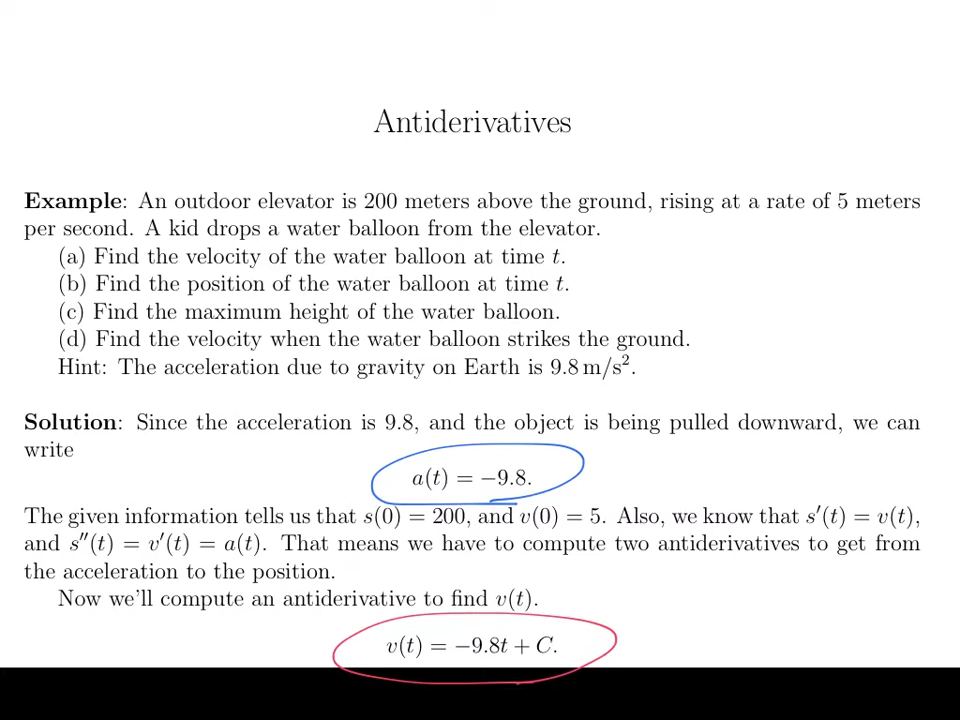 Antiderivatives
Example: An outdoor elevator is 200 meters above the ground, rising at a rate of 5 meters
per second. A kid drops a water balloon from the elevator.
(a) Find the velocity of the water balloon at time t.
(b) Find the position of the water balloon at time t.
(c) Find the maximum height of the water balloon.
(d) Find the velocity when the water balloon strikes the ground.
Hint: The acceleration due to gravity on Earth is 9.8 m/s².
Solution: Since the acceleration is 9.8, and the object is being pulled downward, we can
write
a(t) = −9.8.
The given information tells us that s(0) = 200, and v(0) = 5. Also, we know that s′(t) = v(t),
and s″(t) = v′(t) = a(t). That means we have to compute two antiderivatives to get from
the acceleration to the position.
Now we'll compute an antiderivative to find v(t).
v(t) = −9.8t + C.